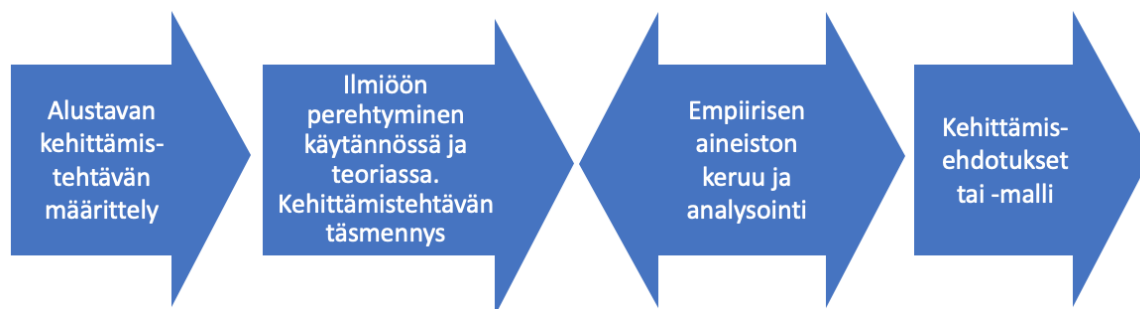 Alustavan
kehittämis-
tehtävän
määrittely
Ilmiöön
perehtyminen
käytännössä ja
teoriassa.
Kehittämistehtävän
täsmennys
Empiirisen
aineiston
keruu ja
analysointi
Kehittämis-
ehdotukset
tai -malli